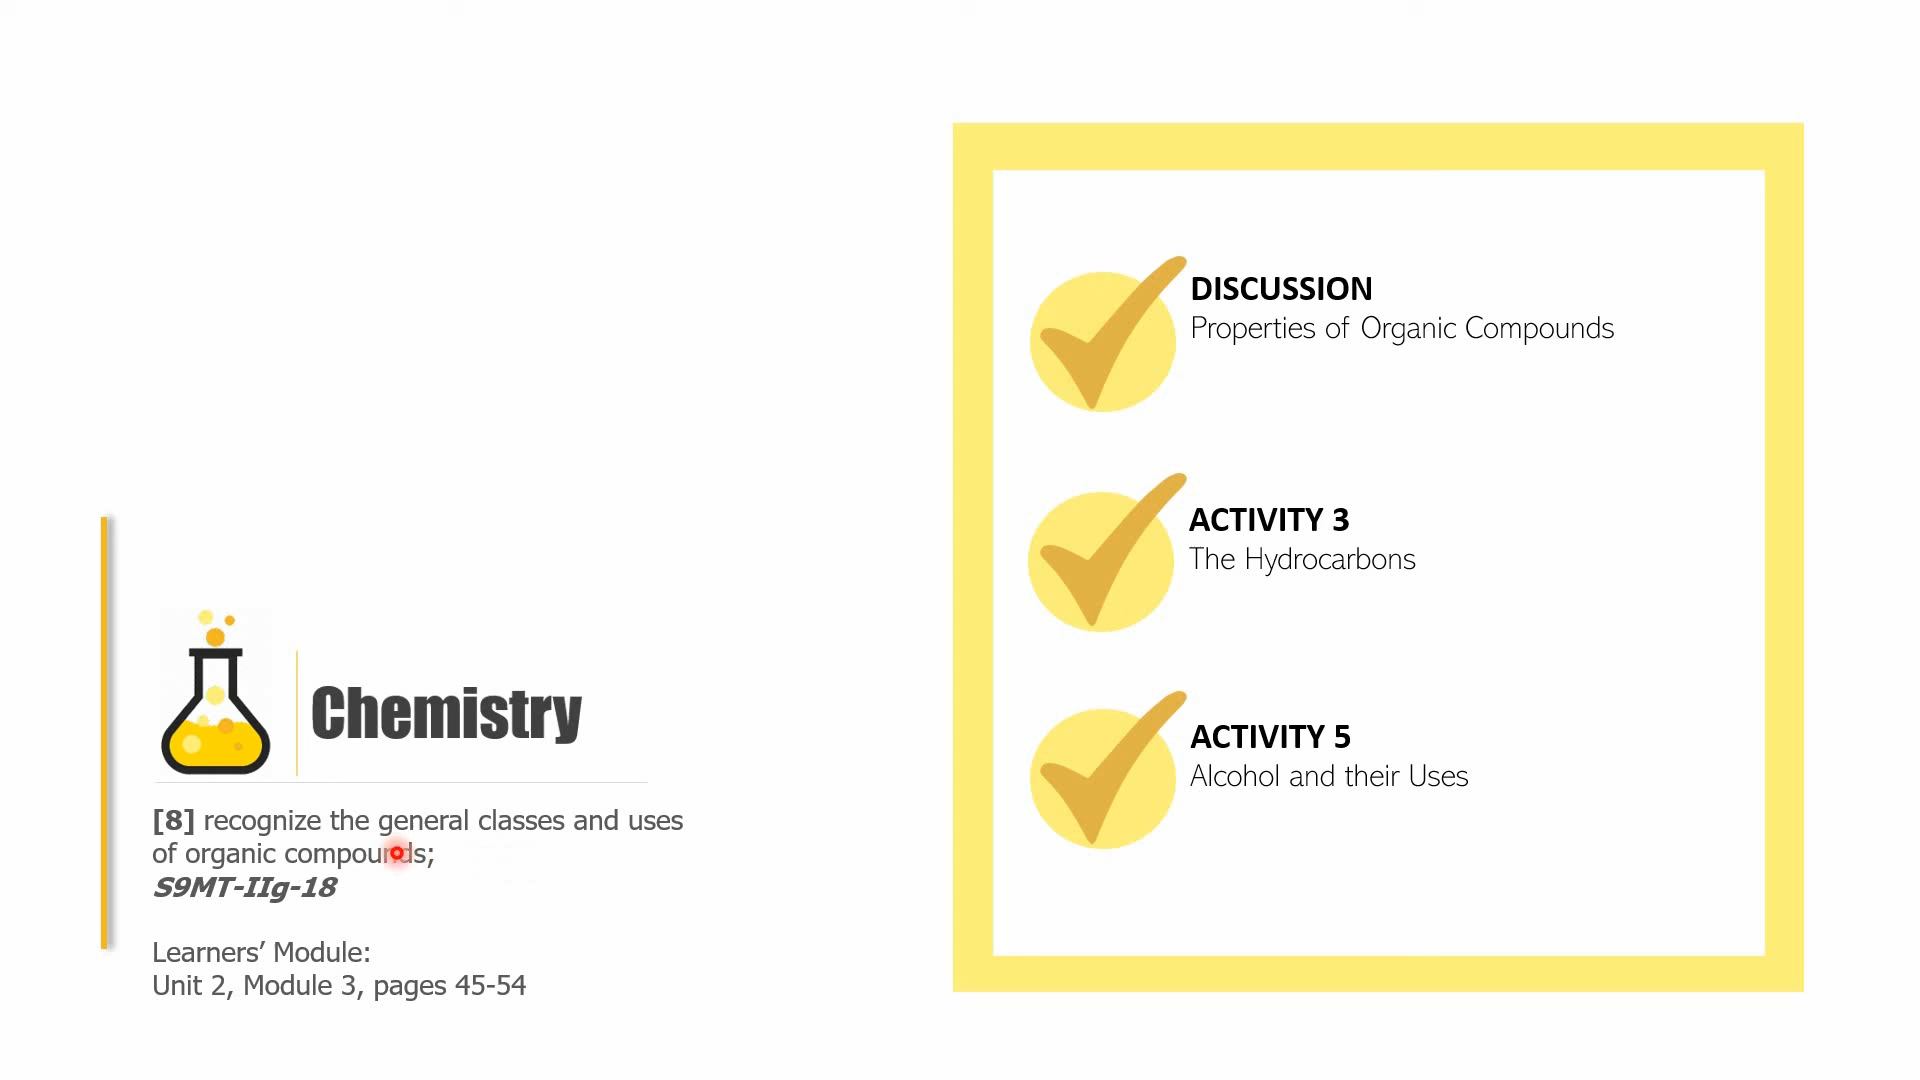 Chemistry
[8] recognize the general classes and uses
of organic compounds;
S9MT-IIg-18
Learners’ Module:
Unit 2, Module 3, pages 45-54
DISCUSSION
Properties of Organic Compounds
ACTIVITY 3
The Hydrocarbons
ACTIVITY 5
Alcohol and their Uses